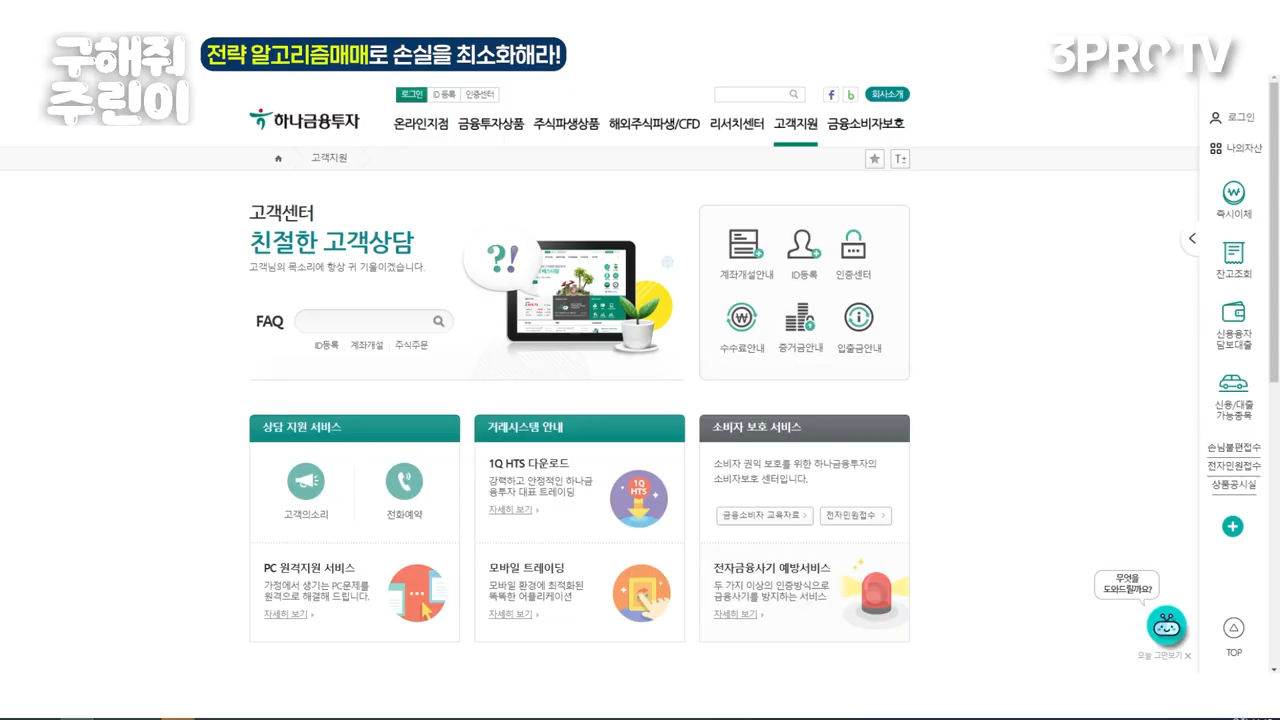 구해줘
주린이
전략 알고리즘매매로 손실을 최소화해라!
3PROTV
로그인 ID등록 인증센터
회사소개
하나금융투자
온라인지점 금융투자상품 주식파생상품 해외주식파생/CFD 리서치센터 고객지원 금융소비자보호
고객지원
고객센터
친절한 고객상담
고객님의 목소리에 항상 귀 기울이겠습니다.
?!
FAQ
ID등록 계좌개설 주식주문
계좌개설안내 ID등록 인증센터
수수료안내 증거금안내 입출금안내
상담 지원 서비스
고객의소리 전화예약
PC 원격지원 서비스
가정에서 생기는 PC문제를
원격으로 해결해 드립니다.
자세히 보기
거래시스템 안내
1Q HTS 다운로드
강력하고 안정적인 하나금
융투자 대표 트레이딩
자세히 보기
1Q
HTS
모바일 트레이딩
모바일 환경에 최적화된
똑똑한 어플리케이션
자세히 보기
소비자 보호 서비스
소비자 권익 보호를 위한 하나금융투자의
소비자보호 센터입니다.
금융소비자 교육자료 전자민원접수
전자금융사기 예방서비스
두 가지 이상의 인증방식으로
금융사기를 방지하는 서비스
자세히 보기
로그인
나의자산
즉시이체
잔고조회
신용융자
담보대출
신용/대출
가능종목
손님불편접수
전자민원접수
상품공시실
무엇을
도와드릴까요?
오늘 그만보기 ✕
TOP